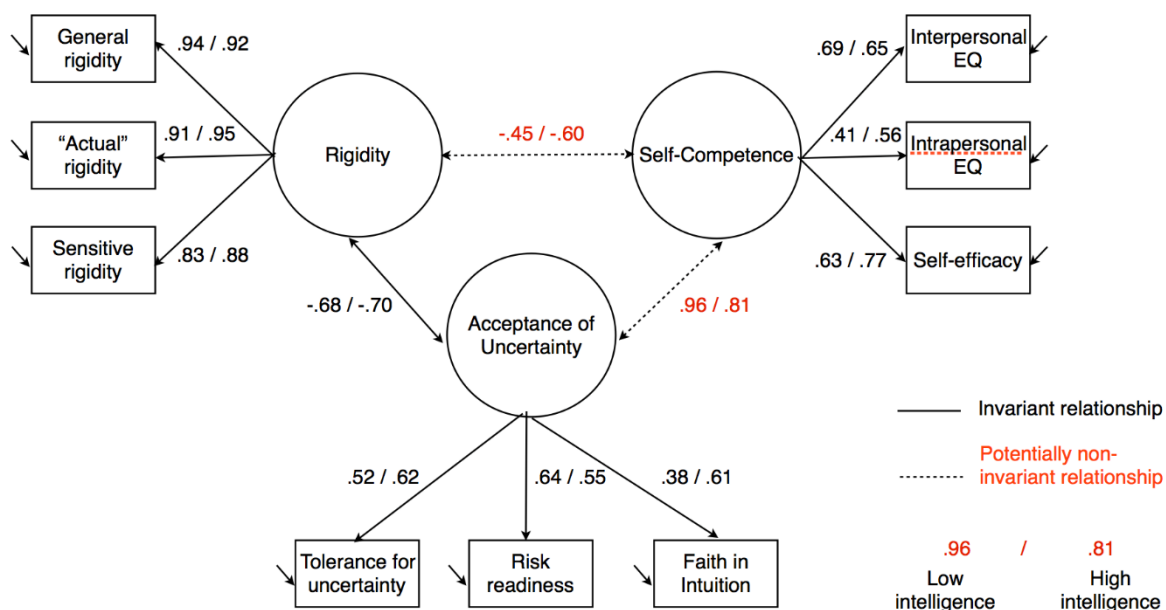 General
rigidity
.94 / .92
“Actual”
rigidity
.91 / .95
Sensitive
rigidity
.83 / .88
Rigidity
-.45 / -.60
Self-Competence
.69 / .65
Interpersonal
EQ
.41 / .56
Intrapersonal
EQ
.63 / .77
Self-efficacy
-.68 / -.70
.96 / .81
Acceptance of
Uncertainty
.52 / .62
.64 / .55
.38 / .61
Tolerance for
uncertainty
Risk
readiness
Faith in
Intuition
Invariant relationship
Potentially non-
invariant relationship
.96 / .81
Low
intelligence
High
intelligence